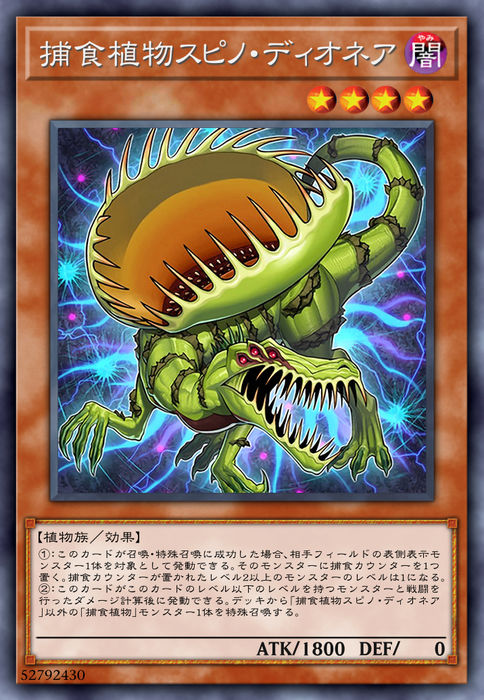 捕食植物スピノ・ディオネア
やみ
闇
【植物族／効果】
①：このカードが召喚・特殊召喚に成功した場合、相手フィールドの表側表示モ
ンスター1体を対象として発動できる。そのモンスターに捕食カウンターを1つ
置く。捕食カウンターが置かれたレベル2以上のモンスターのレベルは1になる。
②：このカードがこのカードのレベル以下のレベルを持つモンスターと戦闘を
行ったダメージ計算後に発動できる。デッキから「捕食植物スピノ・ディオネア
」以外の「捕食植物」モンスター1体を特殊召喚する。
ATK/1800 DEF/ 0
52792430